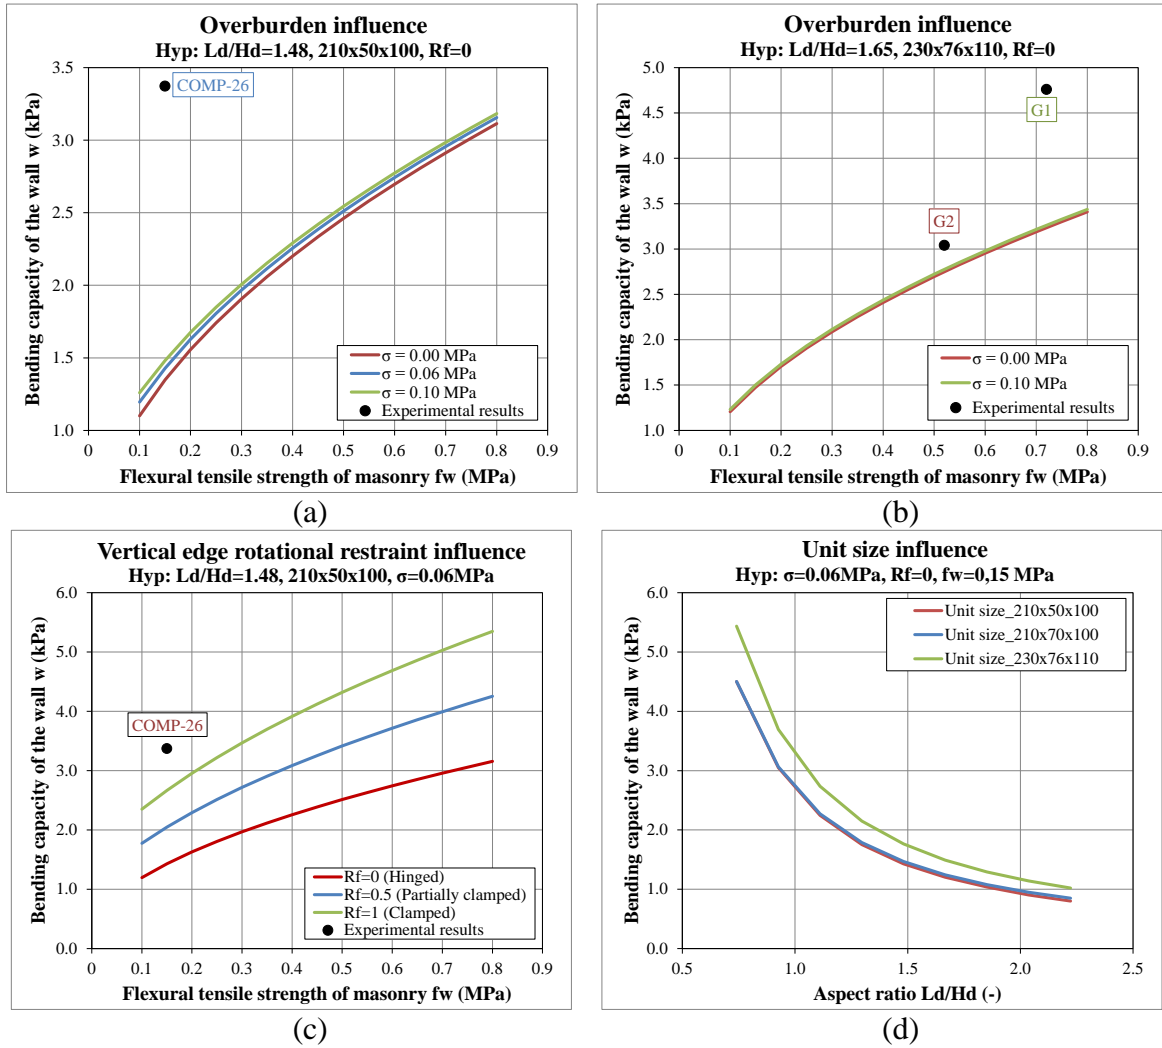 Overburden influence
Hyp: Ld/Hd=1.48, 210x50x100, Rf=0
Bending capacity of the wall w (kPa)
3.5
3.0
2.5
2.0
1.5
1.0
COMP-26
σ = 0.00 MPa
σ = 0.06 MPa
σ = 0.10 MPa
Experimental results
0 0.1 0.2 0.3 0.4 0.5 0.6 0.7 0.8 0.9
Flexural tensile strength of masonry fw (MPa)
(a)
Overburden influence
Hyp: Ld/Hd=1.65, 230x76x110, Rf=0
Bending capacity of the wall w (kPa)
5.0
4.5
4.0
3.5
3.0
2.5
2.0
1.5
1.0
G1
G2
σ = 0.00 MPa
σ = 0.10 MPa
Experimental results
0 0.1 0.2 0.3 0.4 0.5 0.6 0.7 0.8 0.9
Flexural tensile strength of masonry fw (MPa)
(b)
Vertical edge rotational restraint influence
Hyp: Ld/Hd=1.48, 210x50x100, σ=0.06MPa
Bending capacity of the wall w (kPa)
6.0
5.0
4.0
3.0
2.0
1.0
0.0
COMP-26
Rf=0 (Hinged)
Rf=0.5 (Partially clamped)
Rf=1 (Clamped)
Experimental results
0 0.1 0.2 0.3 0.4 0.5 0.6 0.7 0.8 0.9
Flexural tensile strength of masonry fw (MPa)
(c)
Unit size influence
Hyp: σ=0.06MPa, Rf=0, fw=0,15 MPa
Bending capacity of the wall w (kPa)
6.0
5.0
4.0
3.0
2.0
1.0
0.0
Unit size_210x50x100
Unit size_210x70x100
Unit size_230x76x110
0.5 1.0 1.5 2.0 2.5
Aspect ratio Ld/Hd (-)
(d)